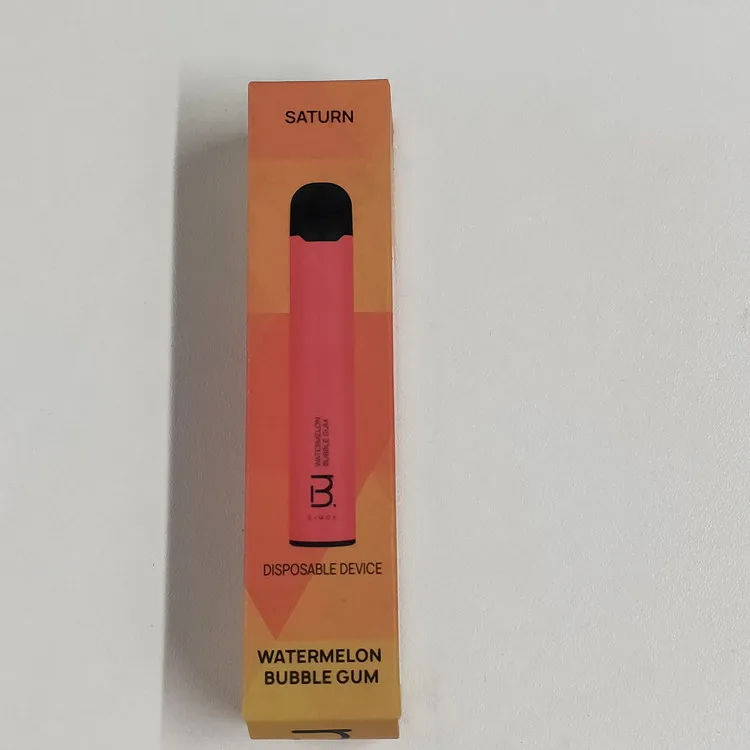 SATURN
WATERMELON
BUBBLE GUM
DISPOSABLE DEVICE
WATERMELON
BUBBLE GUM